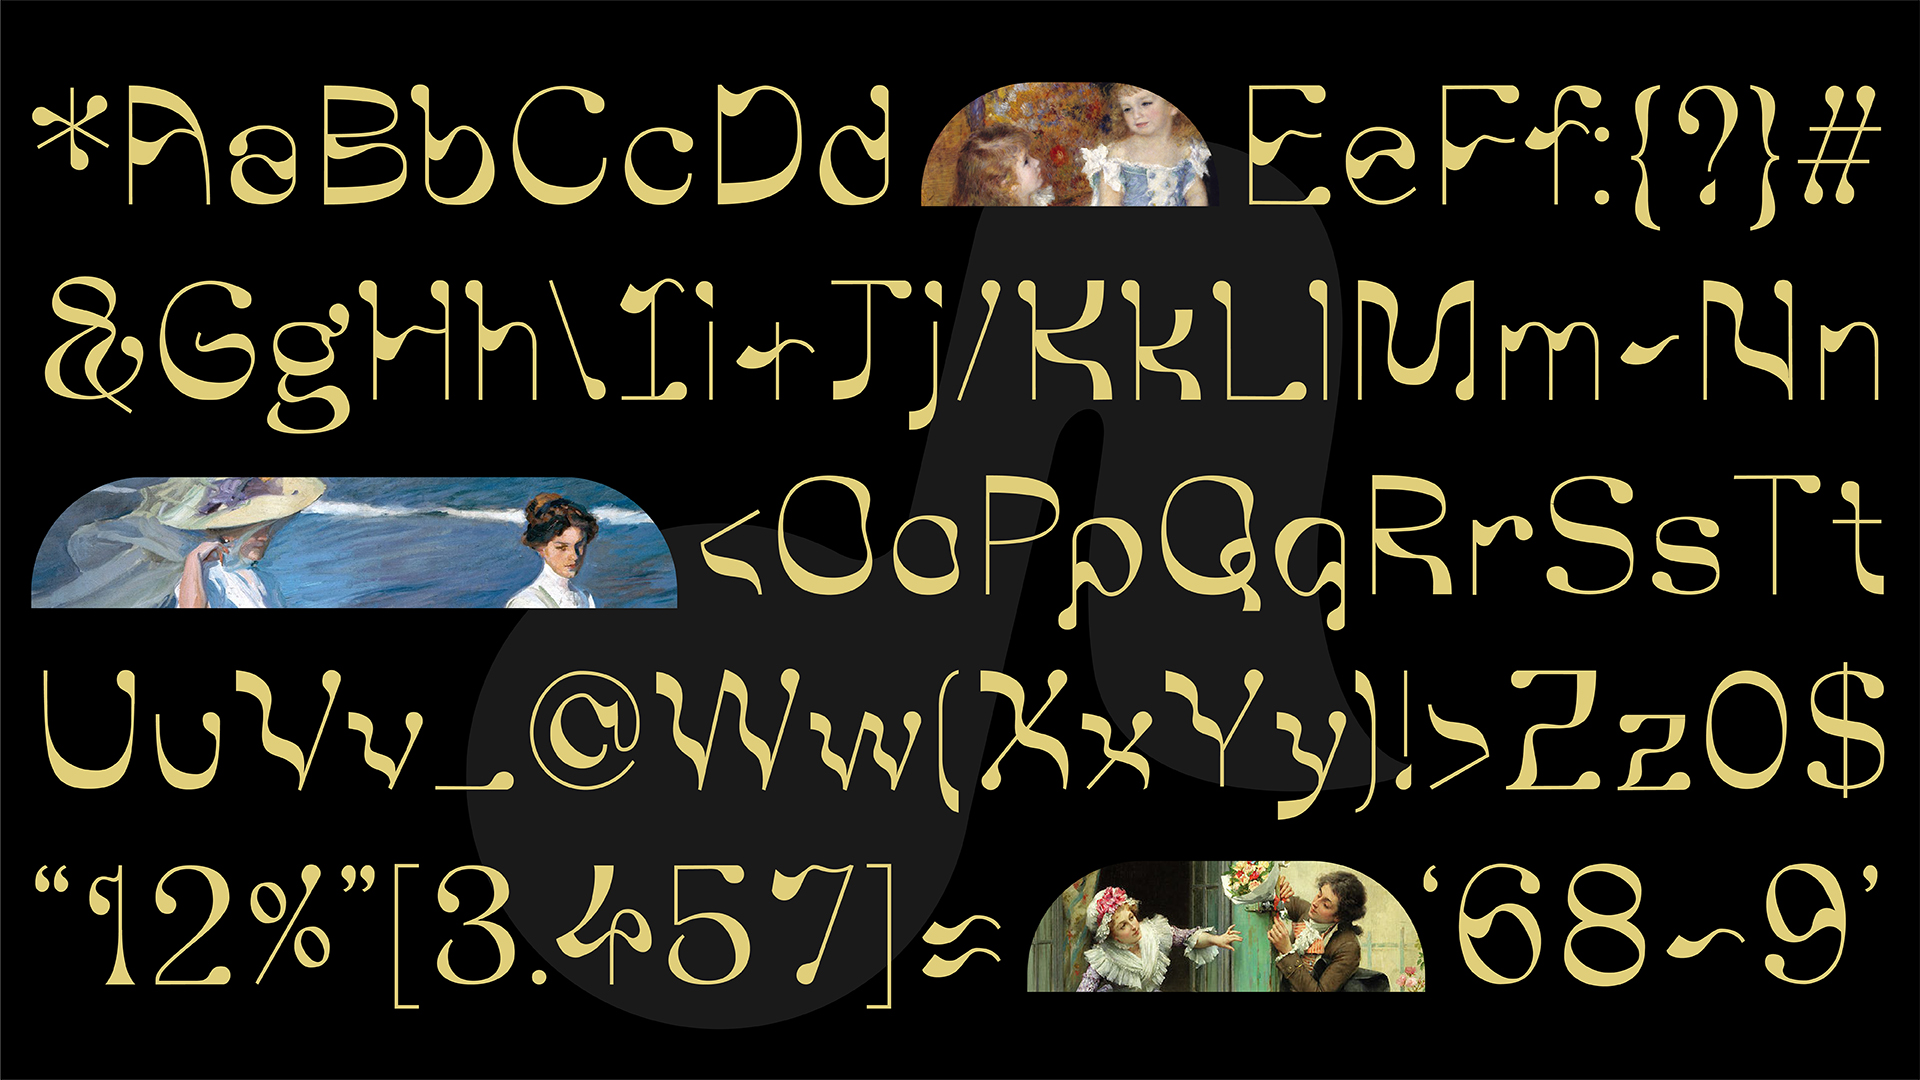 *AaBbCcDd EeFf:{?}#
&GgHh\Ii+Jj/KkLlMm-Nn
<OoPpQqRrSsTt
UuVv_@Ww(XxYy)!>Zz0$
“12%”[3.457]= ‘68~9’